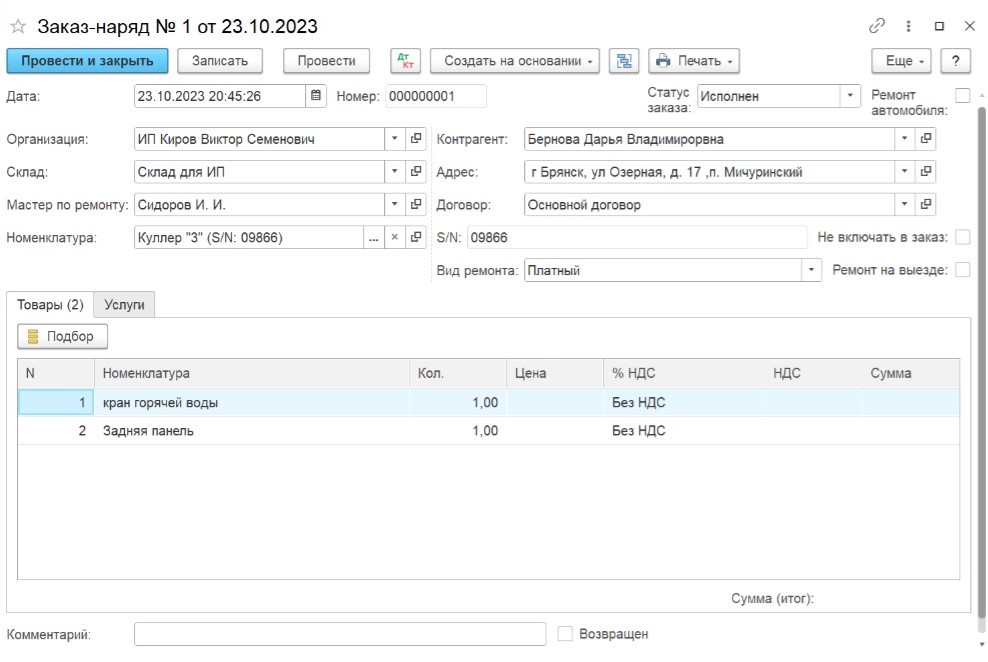 Заказ-наряд № 1 от 23.10.2023
Провести и закрыть Записать Провести Дт Кт Создать на основании Печать Еще ?
Дата: 23.10.2023 20:45:26 Номер: 000000001 Статус заказа: Исполнен Ремонт автомобиля:
Организация: ИП Киров Виктор Семенович Контрагент: Бернова Дарья Владимирорвна
Склад: Склад для ИП Адрес: г Брянск, ул Озерная, д. 17 ,п. Мичуринский
Мастер по ремонту: Сидоров И. И. Договор: Основной договор
Номенклатура: Куллер "3" (S/N: 09866) ... × S/N: 09866 Не включать в заказ:
Вид ремонта: Платный Ремонт на выезде:
Товары (2) Услуги
Подбор
N Номенклатура Кол. Цена % НДС НДС Сумма
1 кран горячей воды 1,00 Без НДС
2 Задняя панель 1,00 Без НДС
Сумма (итог):
Комментарий: Возвращен